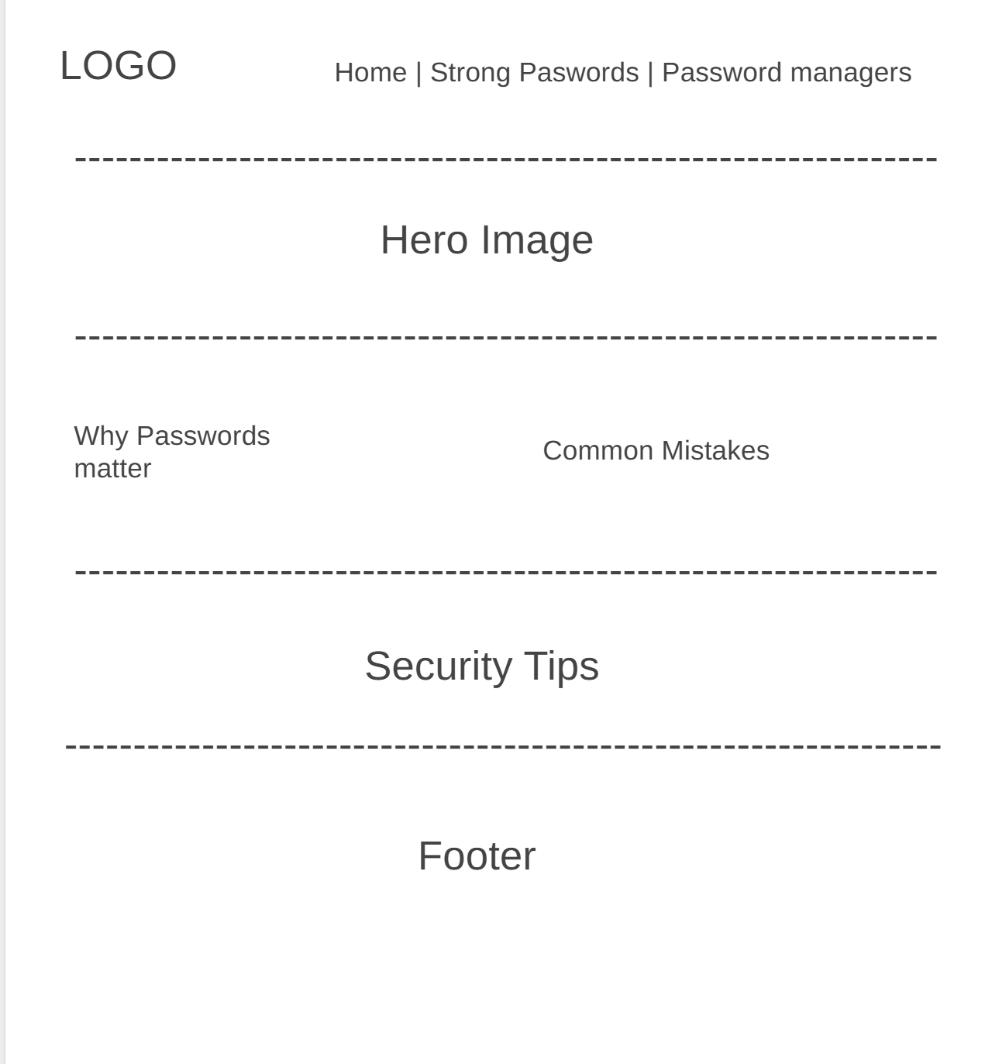 LOGO
Home | Strong Paswords | Password managers
---------------------------------------------------------------
Hero Image
---------------------------------------------------------------
Why Passwords
matter
Common Mistakes
---------------------------------------------------------------
Security Tips
----------------------------------------------------------------
Footer